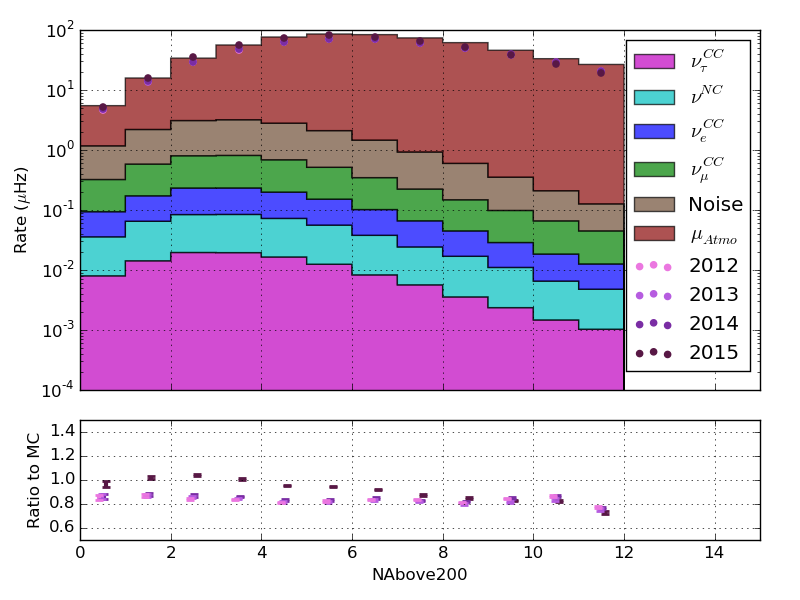 10^2
10^1
10^0
10^-1
10^-2
10^-3
10^-4
Rate (μHz)
ν_τ^CC
ν^NC
ν_e^CC
ν_μ^CC
Noise
μ_Atmo
2012
2013
2014
2015
1.4
1.2
1.0
0.8
0.6
Ratio to MC
0 2 4 6 8 10 12 14
NAbove200